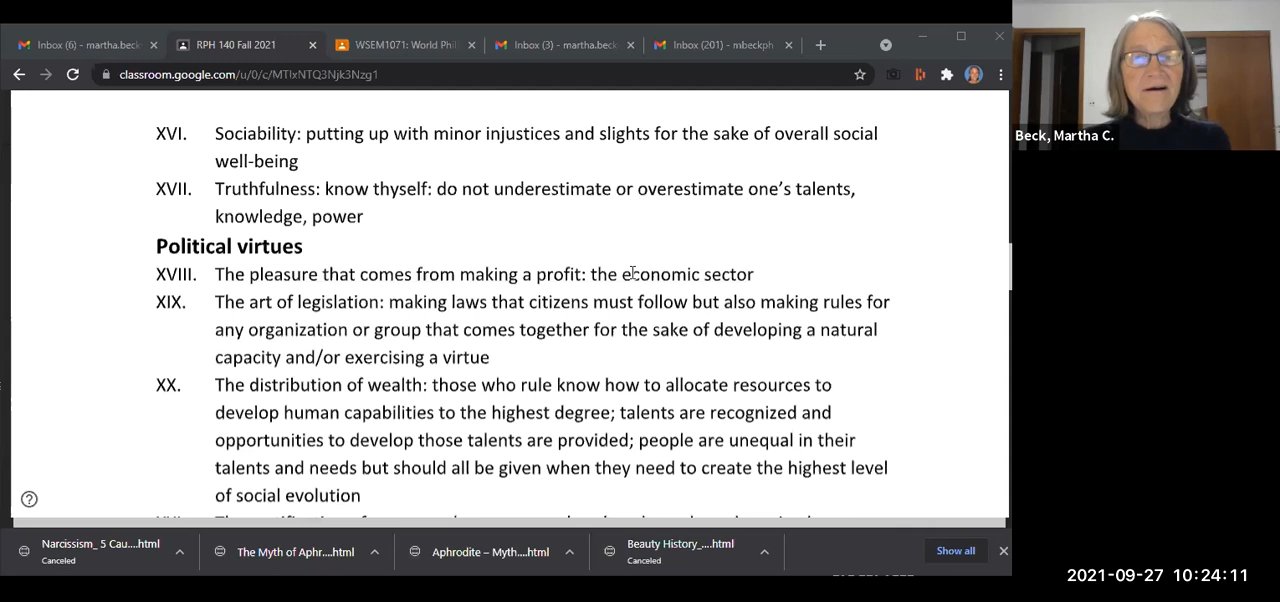 Inbox (6) - martha.beck
RPH 140 Fall 2021
WSEM1071: World Phil
Inbox (3) - martha.beck
Inbox (201) - mbeckph
classroom.google.com/u/0/c/MTIxNTQ3Njk3Nzg1
Beck, Martha C.
XVI. Sociability: putting up with minor injustices and slights for the sake of overall social
well-being
XVII. Truthfulness: know thyself: do not underestimate or overestimate one's talents,
knowledge, power
Political virtues
XVIII. The pleasure that comes from making a profit: the economic sector
XIX. The art of legislation: making laws that citizens must follow but also making rules for
any organization or group that comes together for the sake of developing a natural
capacity and/or exercising a virtue
XX. The distribution of wealth: those who rule know how to allocate resources to
develop human capabilities to the highest degree; talents are recognized and
opportunities to develop those talents are provided; people are unequal in their
talents and needs but should all be given when they need to create the highest level
of social evolution
Narcissism_ 5 Cau....html
Canceled
The Myth of Aphr....html
Aphrodite – Myth....html
Beauty History_....html
Canceled
Show all
2021-09-27 10:24:11